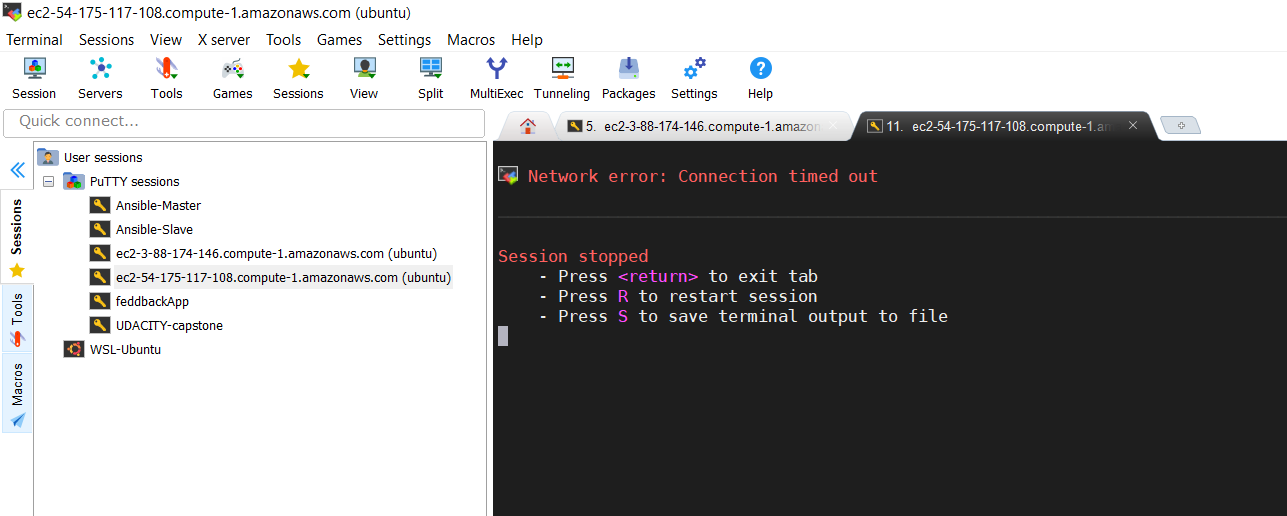 ec2-54-175-117-108.compute-1.amazonaws.com (ubuntu)
Terminal Sessions View X server Tools Games Settings Macros Help
Session Servers Tools Games Sessions View Split MultiExec Tunneling Packages Settings Help
Quick connect...
5. ec2-3-88-174-146.compute-1.amazon
11. ec2-54-175-117-108.compute-1.am
Sessions
Tools
Macros
User sessions
PuTTY sessions
Ansible-Master
Ansible-Slave
ec2-3-88-174-146.compute-1.amazonaws.com (ubuntu)
ec2-54-175-117-108.compute-1.amazonaws.com (ubuntu)
feddbackApp
UDACITY-capstone
WSL-Ubuntu
Network error: Connection timed out
Session stopped
- Press <return> to exit tab
- Press R to restart session
- Press S to save terminal output to file